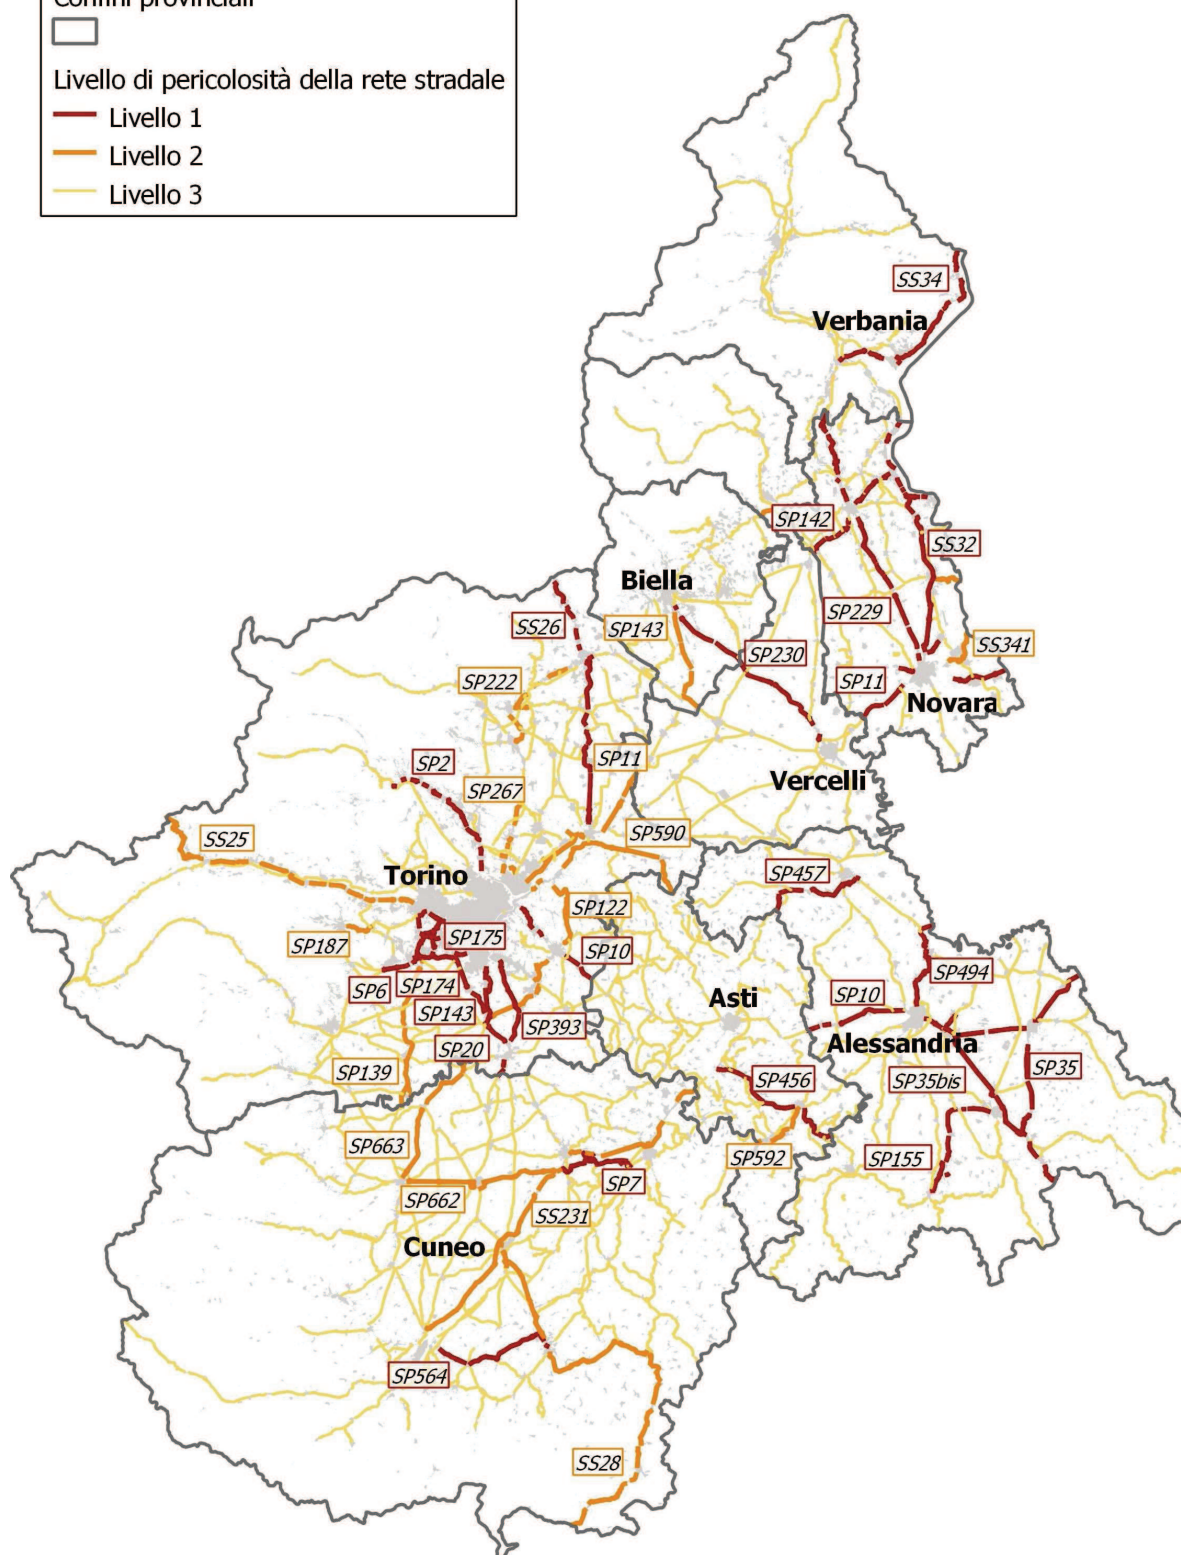 Confini provinciali
Livello di pericolosità della rete stradale
Livello 1
Livello 2
Livello 3
SS34
Verbania
SP142
SS32
Biella
SS26
SP143
SP229
SS341
SP230
SP222
SP11
Novara
SP11
SP2
Vercelli
SP267
SS25
SP590
Torino
SP457
SP122
SP187
SP175
SP10
SP6
SP174
SP494
Asti
SP10
SP143
SP393
Alessandria
SP20
SP139
SP456
SP35bis
SP35
SP663
SP592
SP155
SP7
SP662
SS231
Cuneo
SP564
SS28